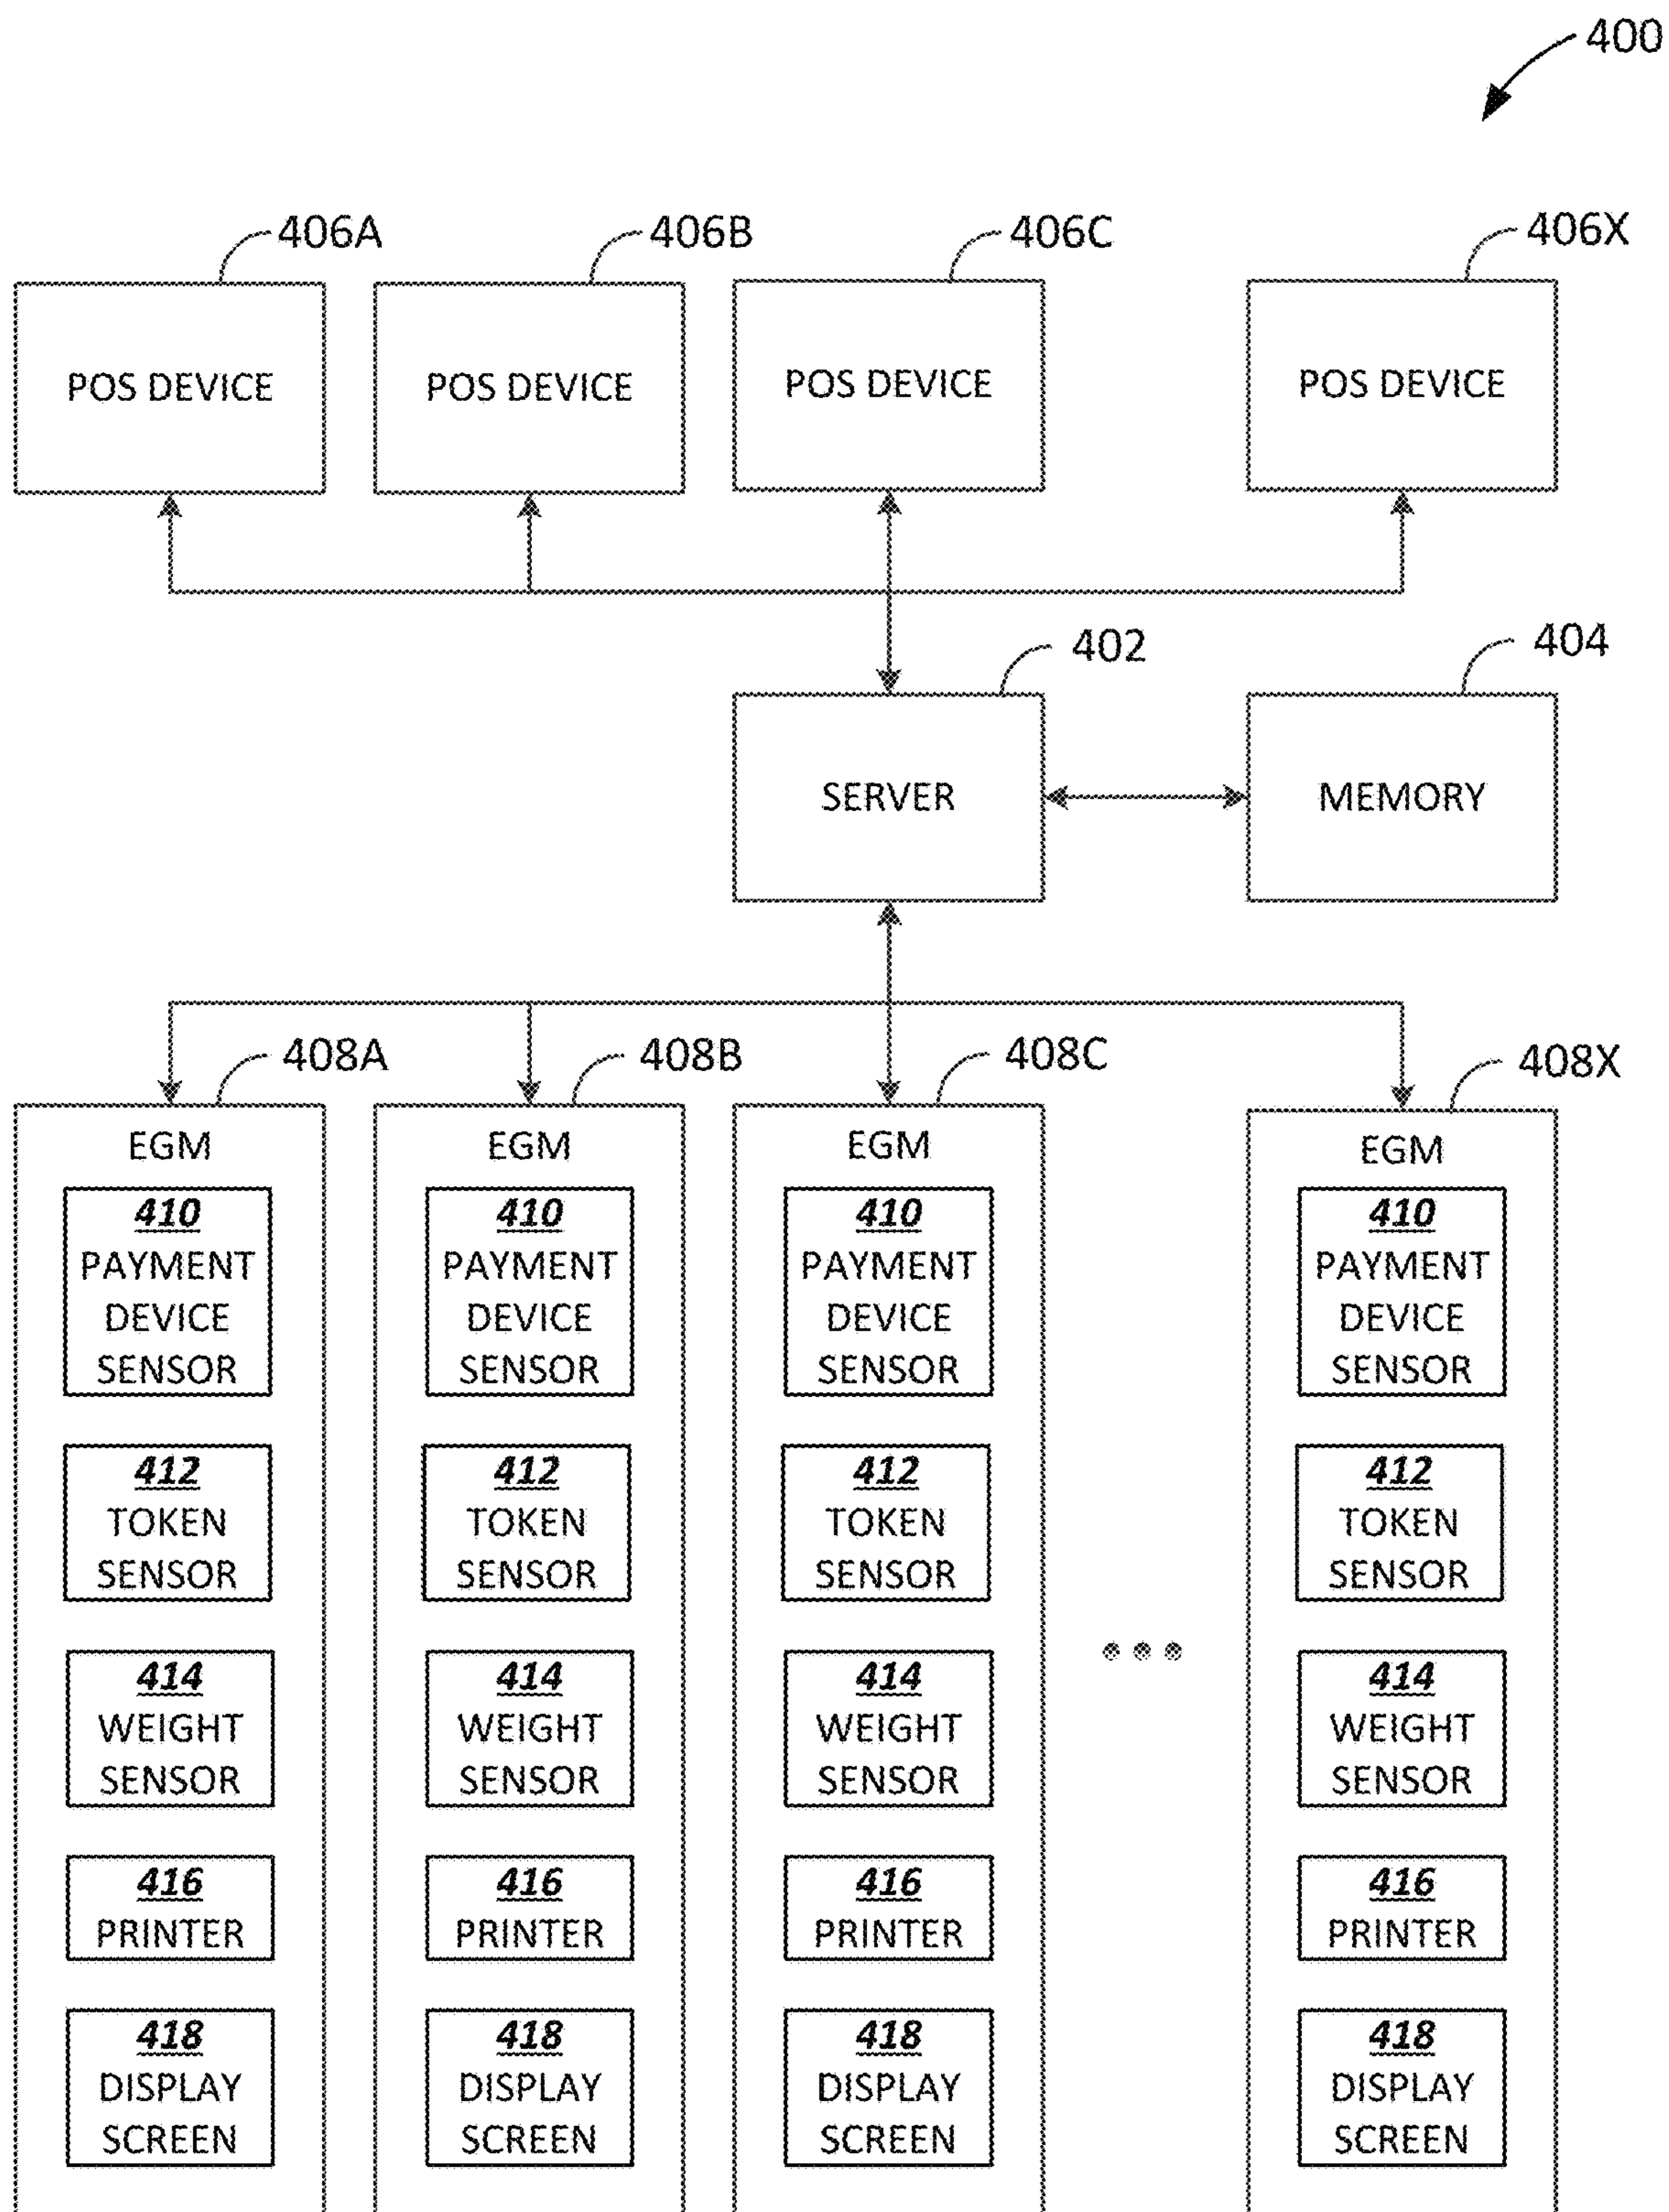 400
406A
406B
406C
406X
POS DEVICE
POS DEVICE
POS DEVICE
POS DEVICE
402
404
SERVER
MEMORY
408A
408B
408C
408X
EGM
410
PAYMENT
DEVICE
SENSOR
412
TOKEN
SENSOR
414
WEIGHT
SENSOR
416
PRINTER
418
DISPLAY
SCREEN
EGM
410
PAYMENT
DEVICE
SENSOR
412
TOKEN
SENSOR
414
WEIGHT
SENSOR
416
PRINTER
418
DISPLAY
SCREEN
EGM
410
PAYMENT
DEVICE
SENSOR
412
TOKEN
SENSOR
414
WEIGHT
SENSOR
416
PRINTER
418
DISPLAY
SCREEN
EGM
410
PAYMENT
DEVICE
SENSOR
412
TOKEN
SENSOR
414
WEIGHT
SENSOR
416
PRINTER
418
DISPLAY
SCREEN